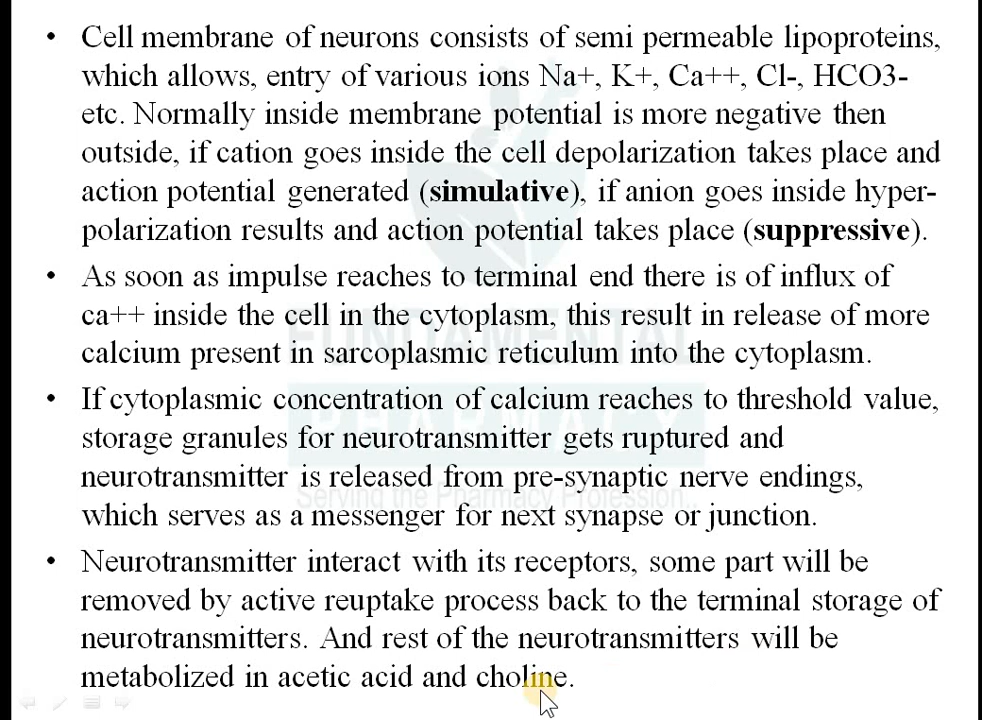 • Cell membrane of neurons consists of semi permeable lipoproteins,
which allows, entry of various ions Na+, K+, Ca++, Cl-, HCO3-
etc. Normally inside membrane potential is more negative then
outside, if cation goes inside the cell depolarization takes place and
action potential generated (simulative), if anion goes inside hyper-
polarization results and action potential takes place (suppressive).
• As soon as impulse reaches to terminal end there is of influx of
ca++ inside the cell in the cytoplasm, this result in release of more
calcium present in sarcoplasmic reticulum into the cytoplasm.
• If cytoplasmic concentration of calcium reaches to threshold value,
storage granules for neurotransmitter gets ruptured and
neurotransmitter is released from pre-synaptic nerve endings,
which serves as a messenger for next synapse or junction.
• Neurotransmitter interact with its receptors, some part will be
removed by active reuptake process back to the terminal storage of
neurotransmitters. And rest of the neurotransmitters will be
metabolized in acetic acid and choline.
FUNDAMENTAL
PHARMACY
Serving the Pharmacy Profession